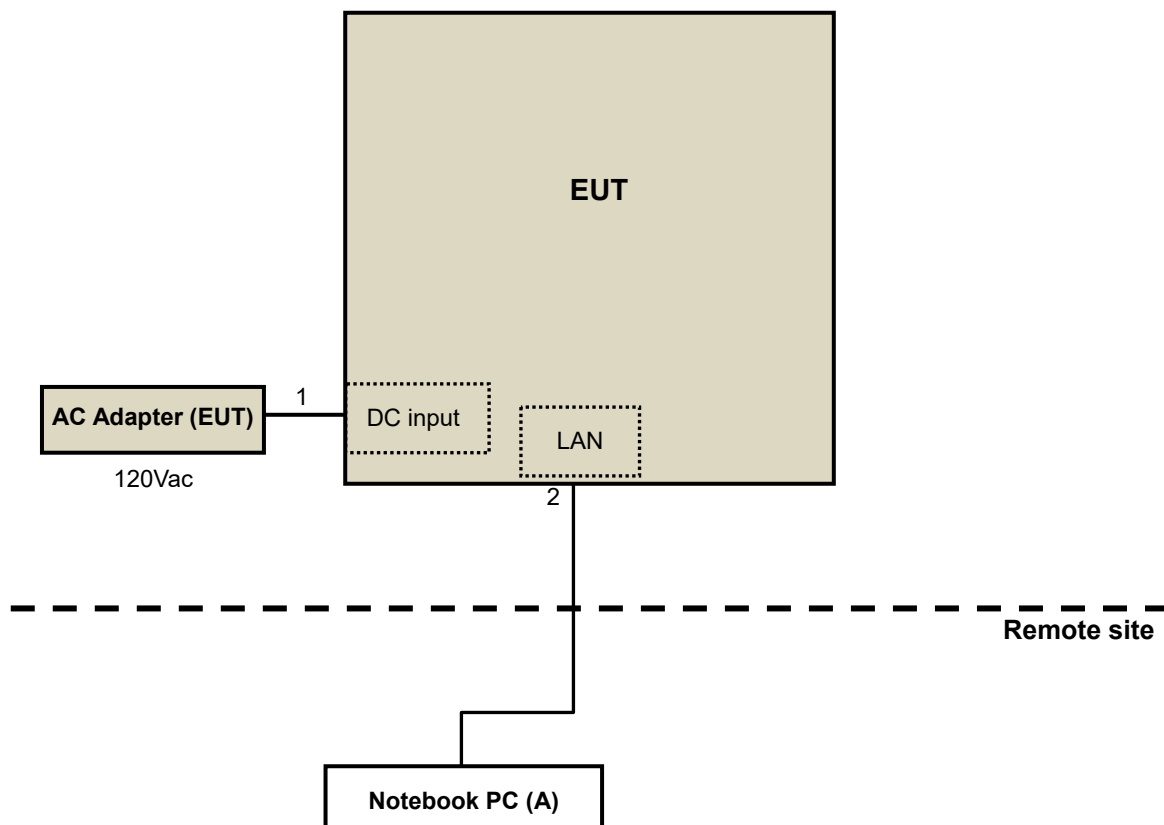 EUT
1
AC Adapter (EUT)
DC input
LAN
120Vac
2
Remote site
Notebook PC (A)